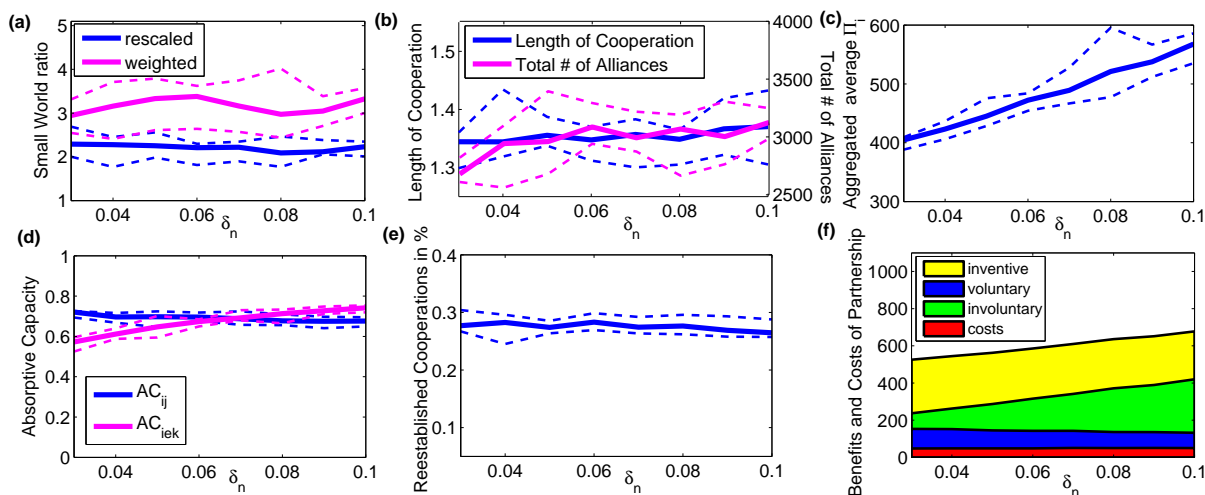 (a)
Small World ratio
rescaled
weighted
5
4
3
2
1
0.04
0.06
0.08
0.1
δn
(b)
Length of Cooperation
Length of Cooperation
Total # of Alliances
1.5
1.4
1.3
4000
3500
3000
2500
Total # of Alliances
0.04
0.06
0.08
0.1
δn
(c)
Aggregated average Π
600
500
400
300
0.04
0.06
0.08
0.1
δn
(d)
Absorptive Capacity
1
0.8
0.6
0.4
0.2
0
ACij
ACiek
0.04
0.06
0.08
0.1
δn
(e)
Reestablished Cooperations in %
0.4
0.3
0.2
0.1
0.04
0.06
0.08
0.1
δn
(f)
Benefits and Costs of Partnership
1000
800
600
400
200
0
inventive
voluntary
involuntary
costs
0.04
0.06
0.08
0.1
δn